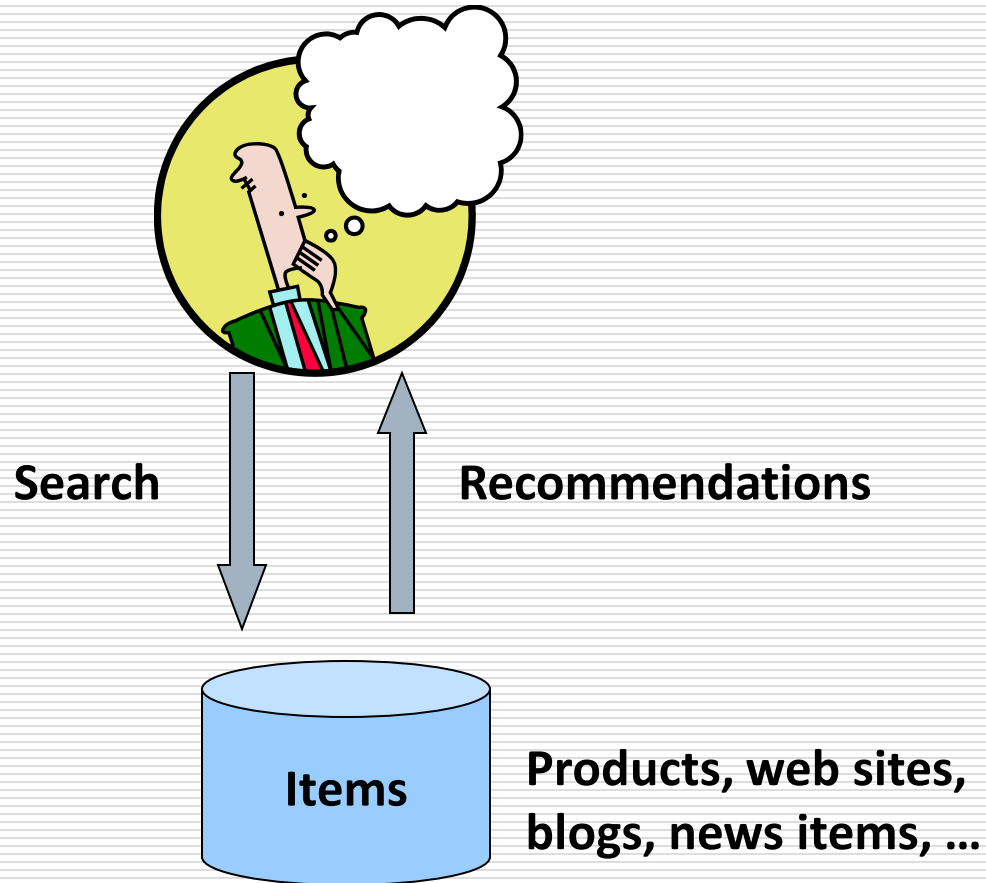 Search
Recommendations
Items
Products, web sites,
blogs, news items, …